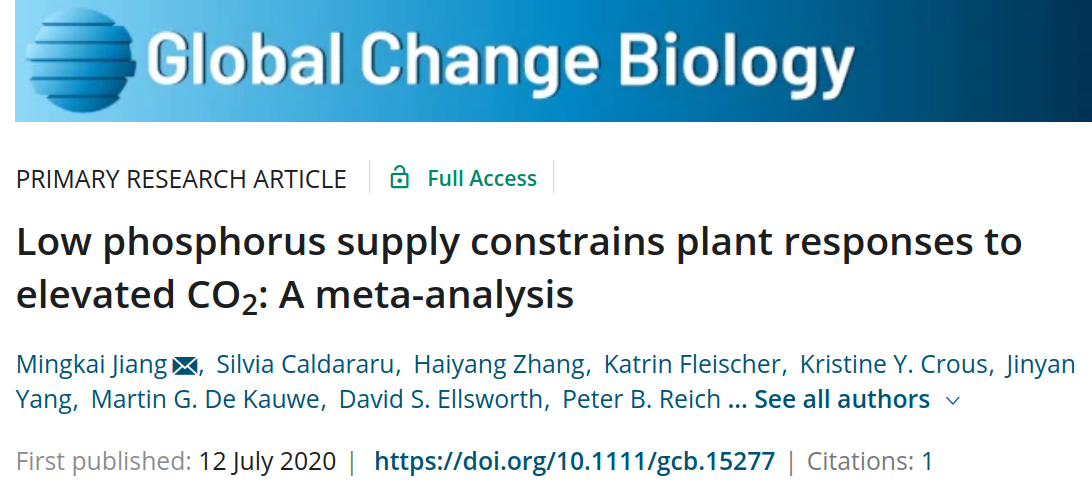 Global Change Biology
PRIMARY RESEARCH ARTICLE Full Access
Low phosphorus supply constrains plant responses to
elevated CO₂: A meta-analysis
Mingkai Jiang, Silvia Caldararu, Haiyang Zhang, Katrin Fleischer, Kristine Y. Crous, Jinyan
Yang, Martin G. De Kauwe, David S. Ellsworth, Peter B. Reich ... See all authors
First published: 12 July 2020 | https://doi.org/10.1111/gcb.15277 | Citations: 1